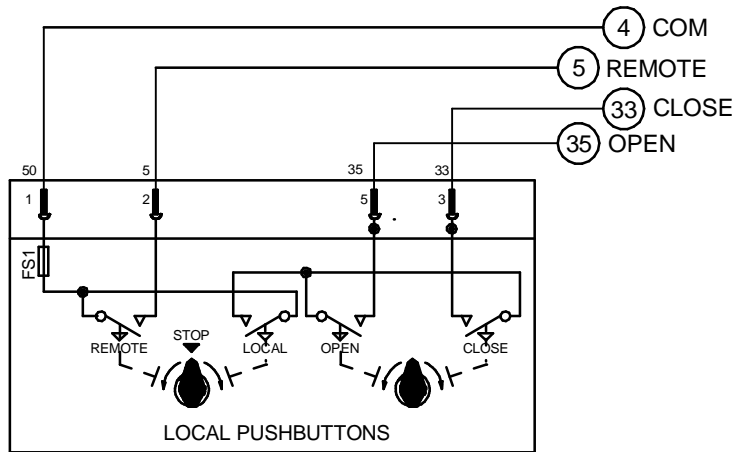 4 COM
5 REMOTE
33 CLOSE
35 OPEN
50 5 35 33
1 2 5 3
FS1
STOP
REMOTE LOCAL OPEN CLOSE
LOCAL PUSHBUTTONS